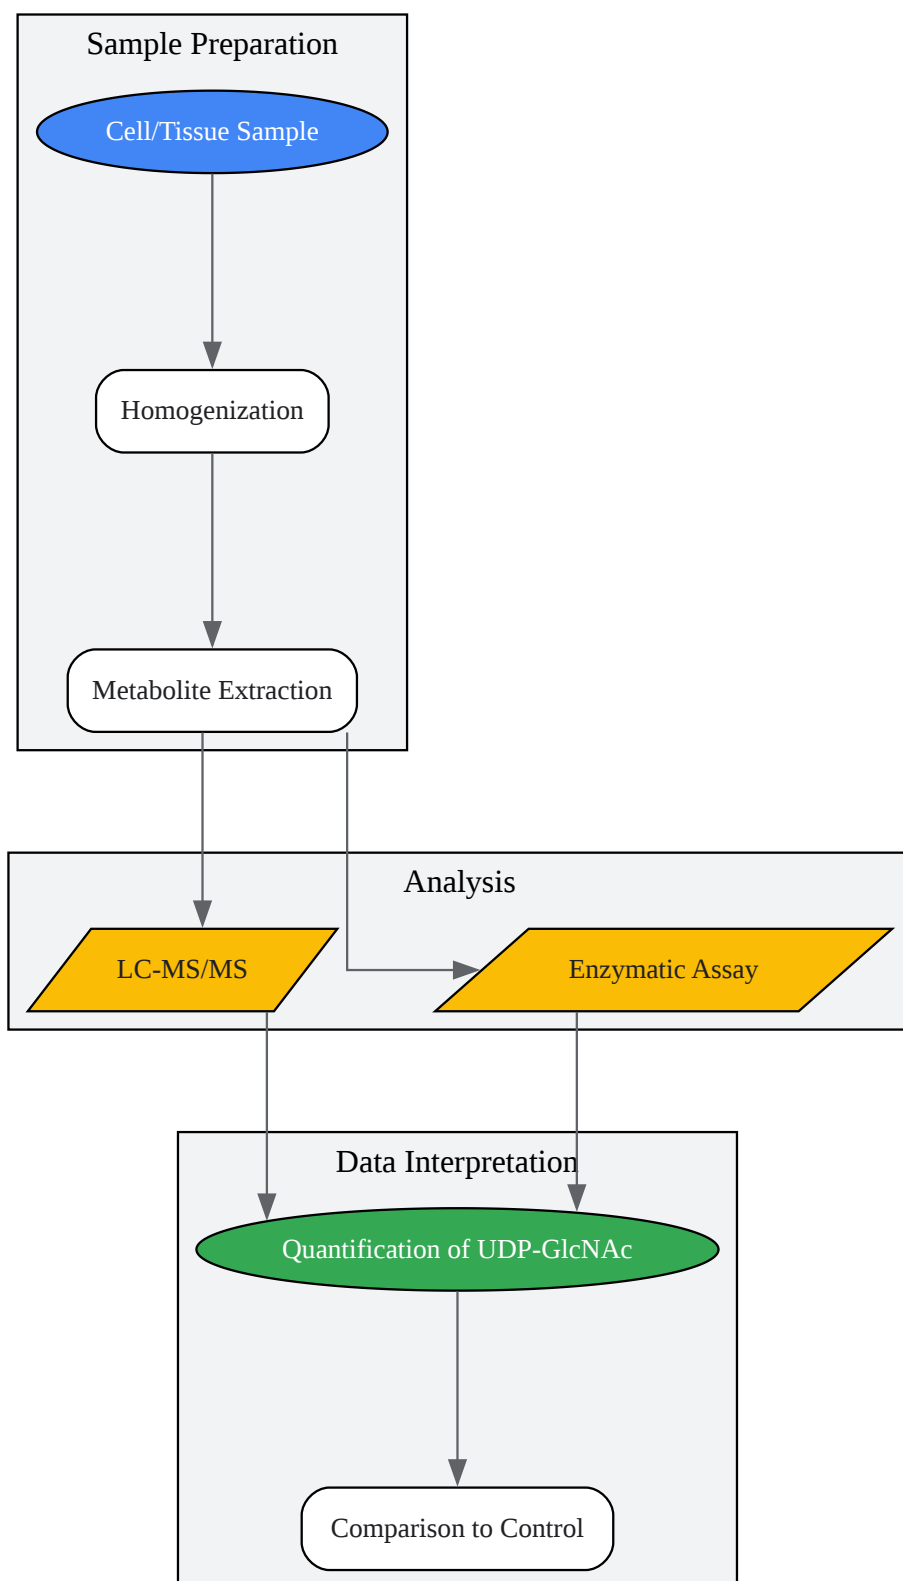 Sample Preparation
Cell/Tissue Sample
Homogenization
Metabolite Extraction
Analysis
LC-MS/MS
Enzymatic Assay
Data Interpretation
Quantification of UDP-GlcNAc
Comparison to Control